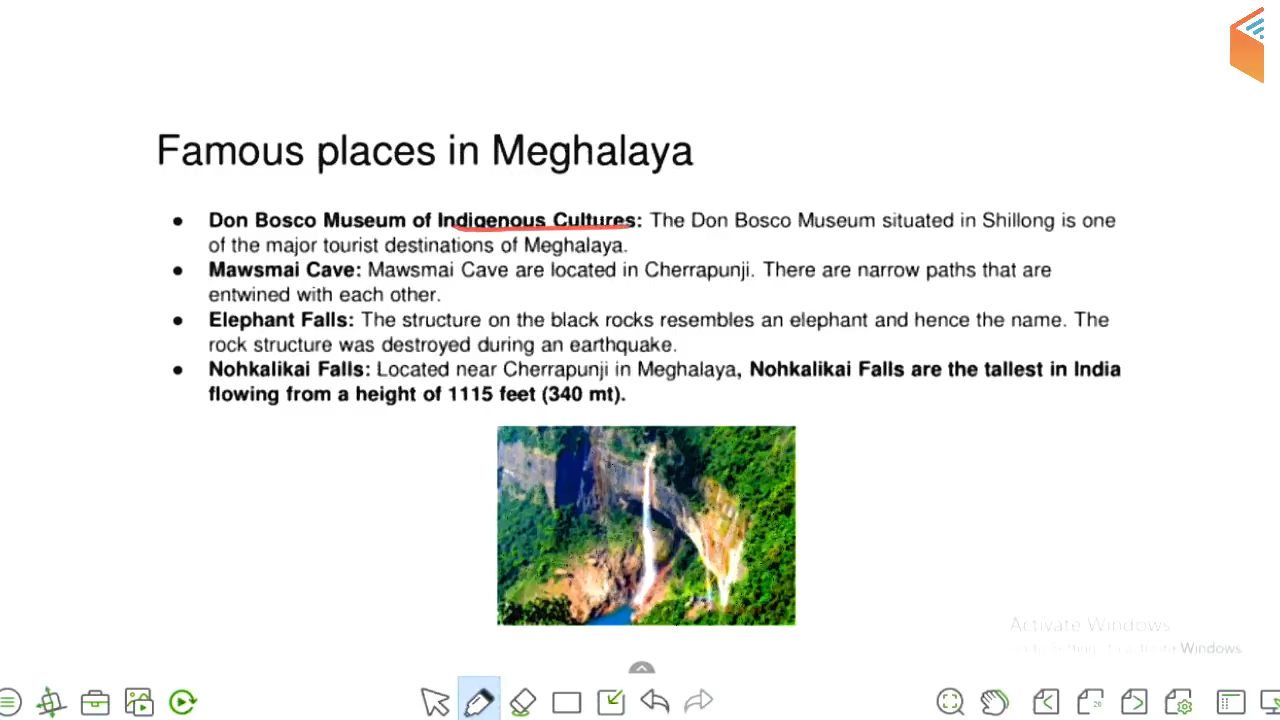 Famous places in Meghalaya
● Don Bosco Museum of Indigenous Cultures: The Don Bosco Museum situated in Shillong is one
of the major tourist destinations of Meghalaya.
● Mawsmai Cave: Mawsmai Cave are located in Cherrapunji. There are narrow paths that are
entwined with each other.
● Elephant Falls: The structure on the black rocks resembles an elephant and hence the name. The
rock structure was destroyed during an earthquake.
● Nohkalikai Falls: Located near Cherrapunji in Meghalaya, Nohkalikai Falls are the tallest in India
flowing from a height of 1115 feet (340 mt).
Activate Windows
Windows.
20